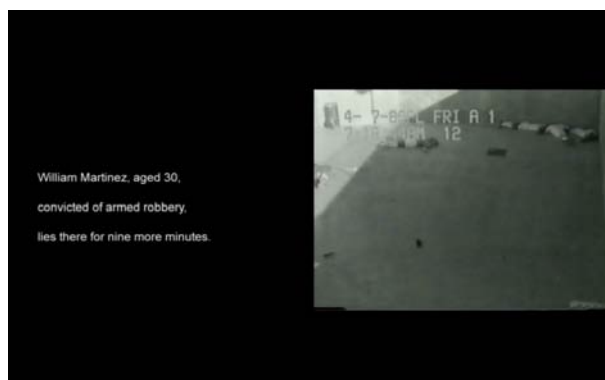 William Martinez, aged 30,
convicted of armed robbery,
lies there for nine more minutes.
FRI A 1
12